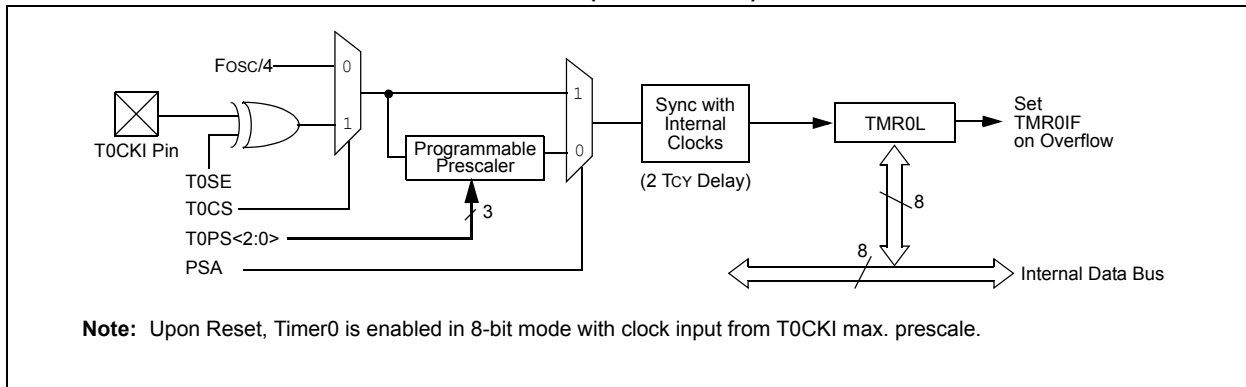 FOSC/4
0
1
T0CKI Pin
T0SE
T0CS
T0PS<2:0>
PSA
Programmable
Prescaler
3
1
0
Sync with
Internal
Clocks
(2 TCY Delay)
TMR0L
Set
TMR0IF
on Overflow
8
8
Internal Data Bus
Note: Upon Reset, Timer0 is enabled in 8-bit mode with clock input from T0CKI max. prescale.